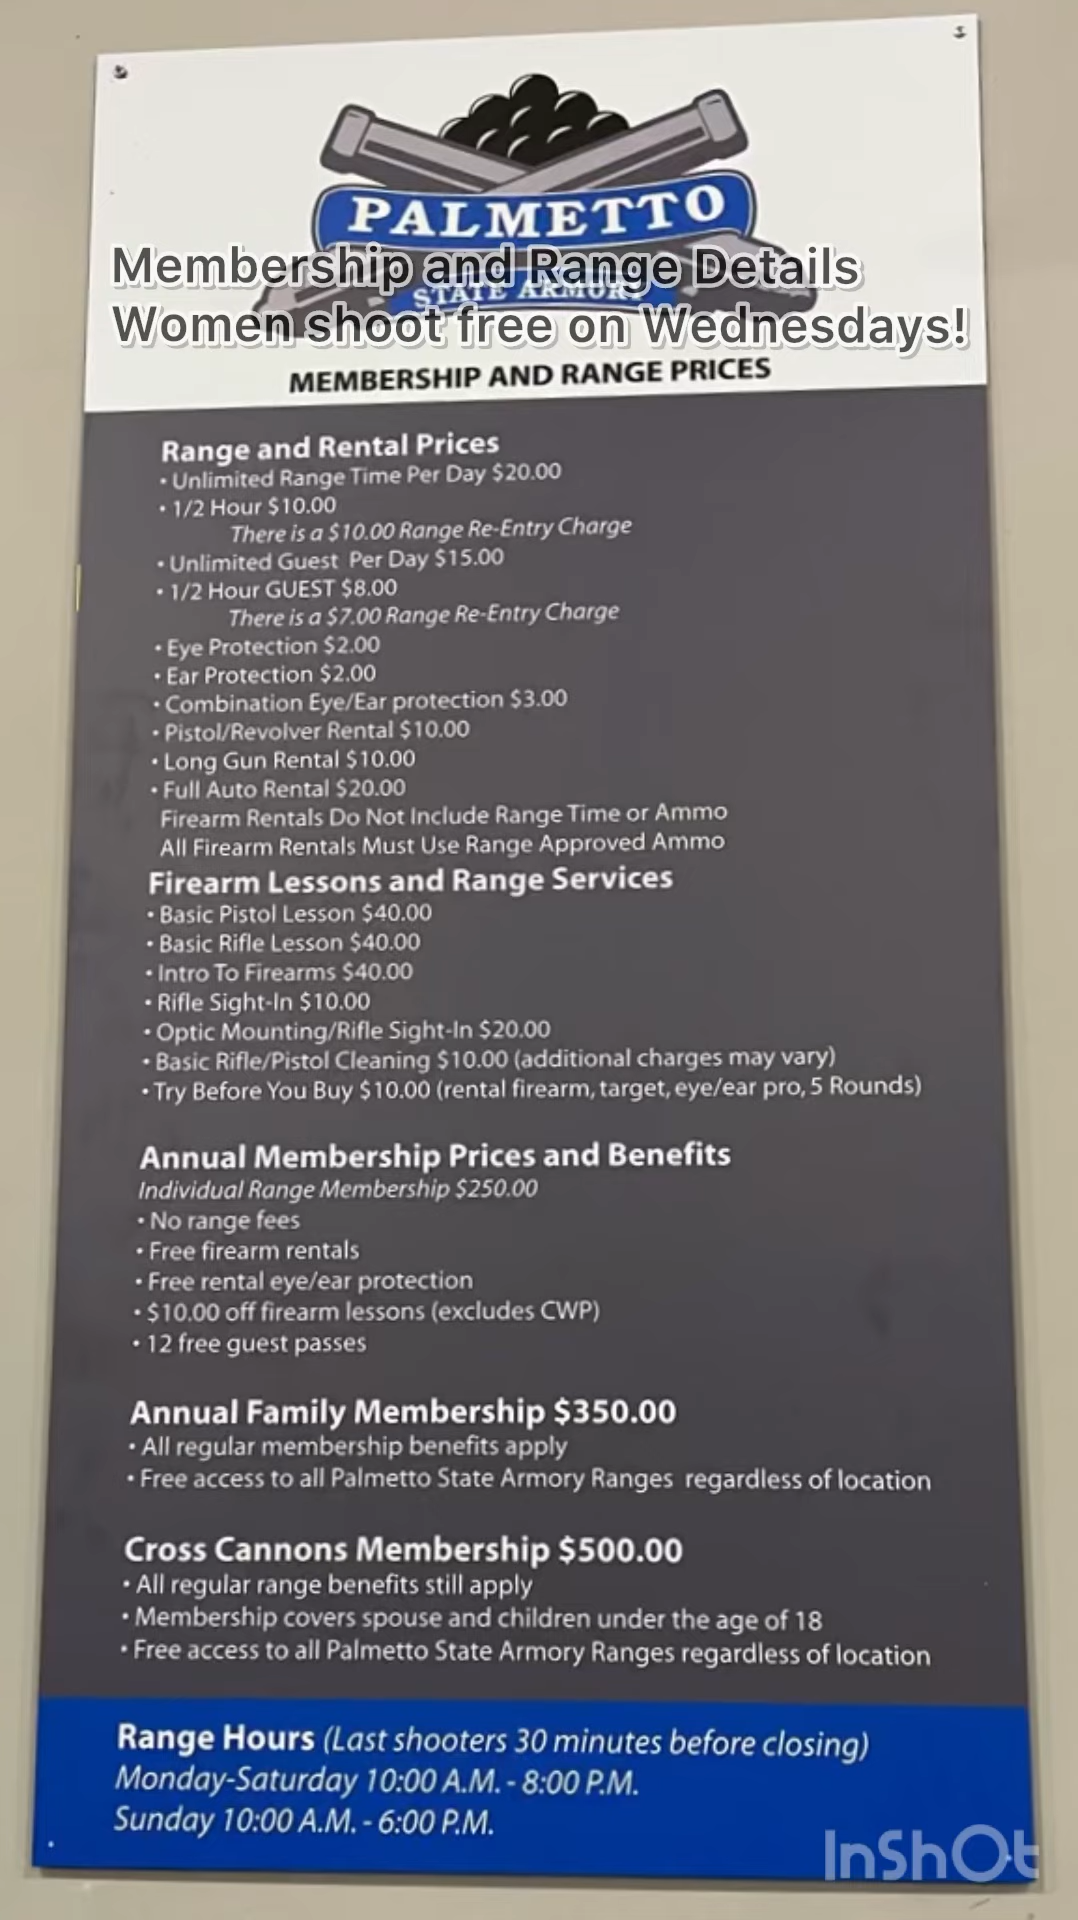 PALMETTO
STATE ARMORY
Membership and Range Details
Women shoot free on Wednesdays!
MEMBERSHIP AND RANGE PRICES
Range and Rental Prices
• Unlimited Range Time Per Day $20.00
• 1/2 Hour $10.00
There is a $10.00 Range Re-Entry Charge
• Unlimited Guest Per Day $15.00
• 1/2 Hour GUEST $8.00
There is a $7.00 Range Re-Entry Charge
• Eye Protection $2.00
• Ear Protection $2.00
• Combination Eye/Ear protection $3.00
• Pistol/Revolver Rental $10.00
• Long Gun Rental $10.00
• Full Auto Rental $20.00
Firearm Rentals Do Not Include Range Time or Ammo
All Firearm Rentals Must Use Range Approved Ammo
Firearm Lessons and Range Services
• Basic Pistol Lesson $40.00
• Basic Rifle Lesson $40.00
• Intro To Firearms $40.00
• Rifle Sight-In $10.00
• Optic Mounting/Rifle Sight-In $20.00
• Basic Rifle/Pistol Cleaning $10.00 (additional charges may vary)
• Try Before You Buy $10.00 (rental firearm, target, eye/ear pro, 5 Rounds)
Annual Membership Prices and Benefits
Individual Range Membership $250.00
• No range fees
• Free firearm rentals
• Free rental eye/ear protection
• $10.00 off firearm lessons (excludes CWP)
• 12 free guest passes
Annual Family Membership $350.00
• All regular membership benefits apply
• Free access to all Palmetto State Armory Ranges regardless of location
Cross Cannons Membership $500.00
• All regular range benefits still apply
• Membership covers spouse and children under the age of 18
• Free access to all Palmetto State Armory Ranges regardless of location
Range Hours (Last shooters 30 minutes before closing)
Monday-Saturday 10:00 A.M. - 8:00 P.M.
Sunday 10:00 A.M. - 6:00 P.M.
InShOt